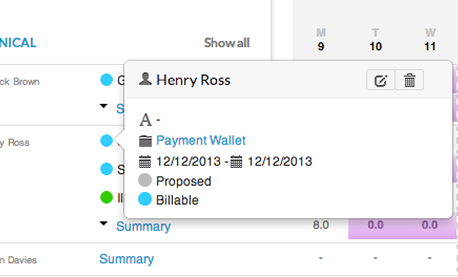 NICAL Show all
M T W
9 10 11
ck Brown
Henry Ross
A -
Payment Wallet
y Ross
12/12/2013 - 12/12/2013
Proposed
Billable
Summary 8.0 0.0 0.0
n Davies Summary - - -